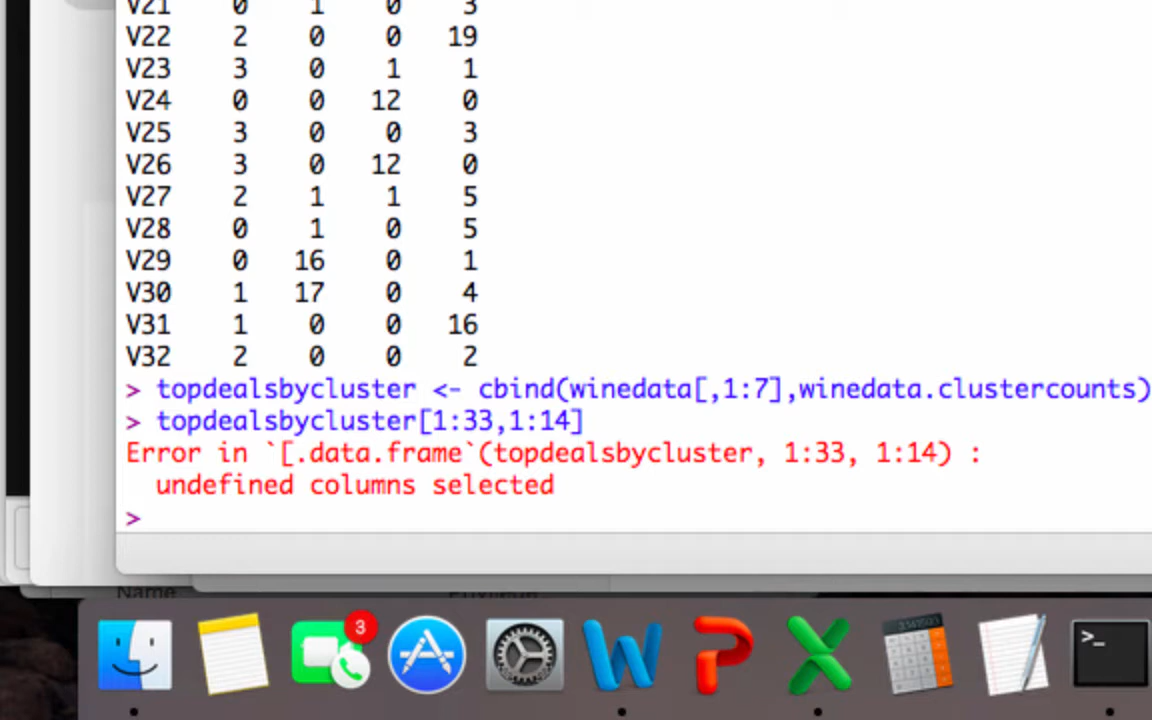 V21 0 1 0 3
V22 2 0 0 19
V23 3 0 1 1
V24 0 0 12 0
V25 3 0 0 3
V26 3 0 12 0
V27 2 1 1 5
V28 0 1 0 5
V29 0 16 0 1
V30 1 17 0 4
V31 1 0 0 16
V32 2 0 0 2
> topdealsbycluster <- cbind(winedata[,1:7],winedata.clustercounts)
> topdealsbycluster[1:33,1:14]
Error in `[.data.frame`(topdealsbycluster, 1:33, 1:14) :
undefined columns selected
>
Name Privilege
3
>_